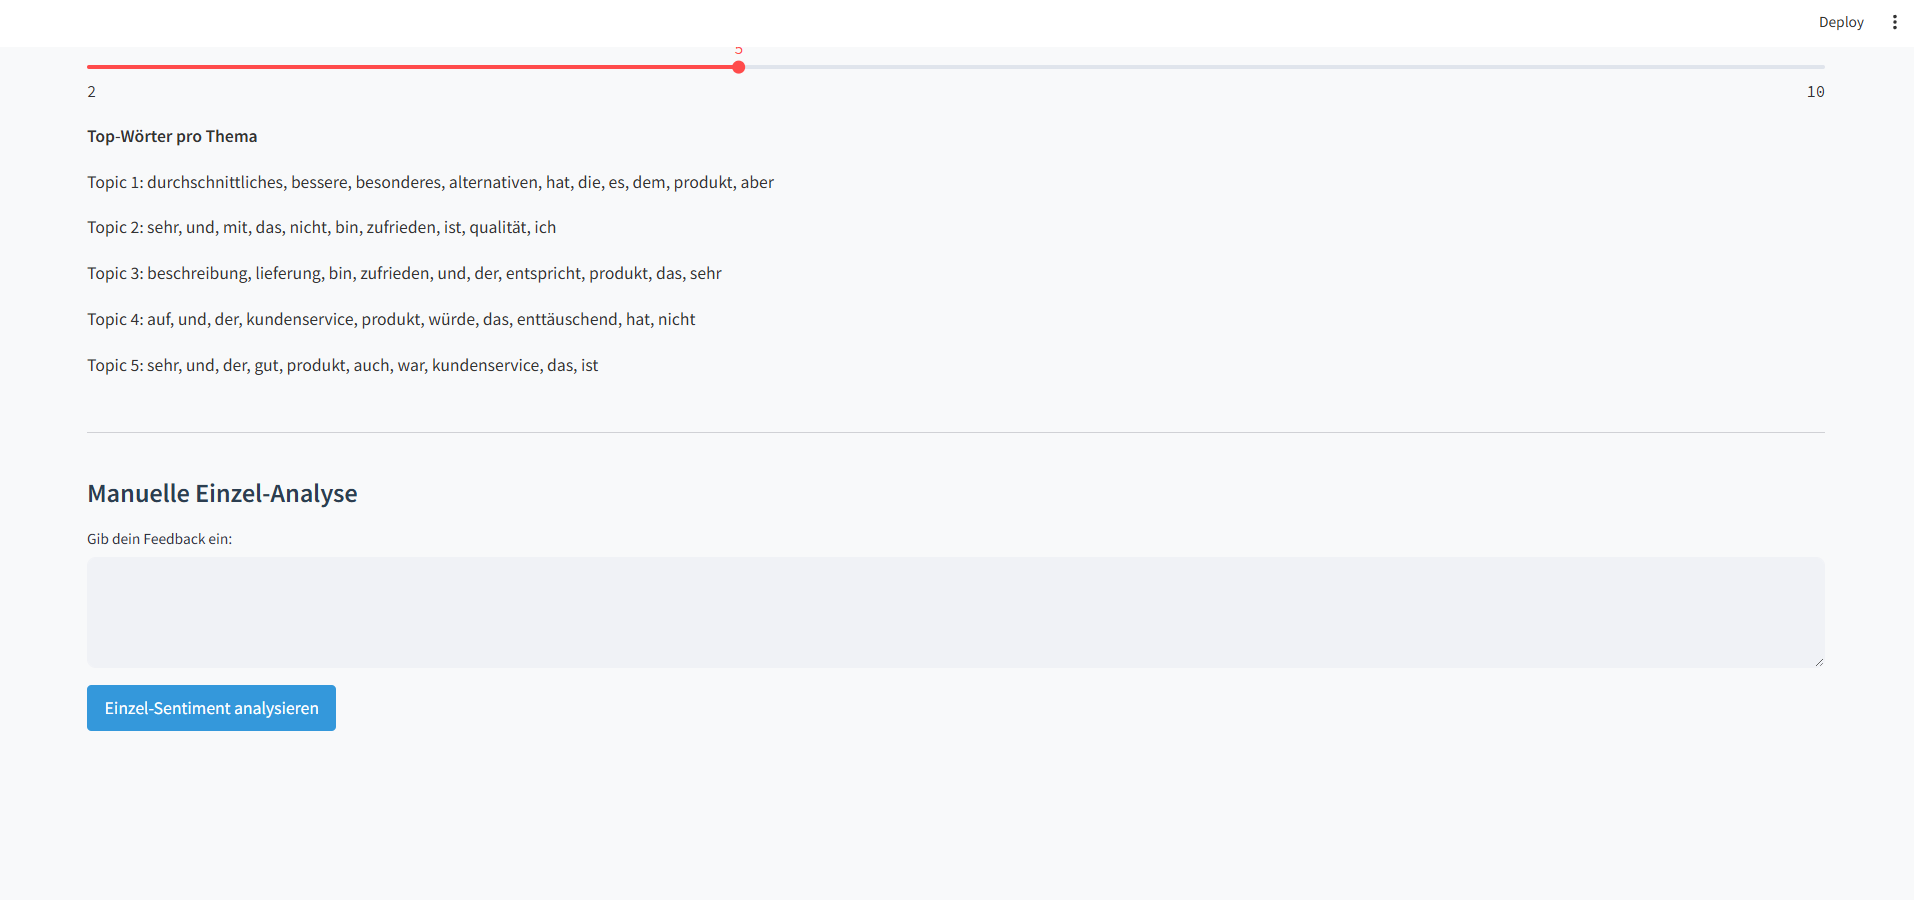 Deploy
5
2
10
Top-Wörter pro Thema
Topic 1: durchschnittliches, bessere, besonderes, alternativen, hat, die, es, dem, produkt, aber
Topic 2: sehr, und, mit, das, nicht, bin, zufrieden, ist, qualität, ich
Topic 3: beschreibung, lieferung, bin, zufrieden, und, der, entspricht, produkt, das, sehr
Topic 4: auf, und, der, kundenservice, produkt, würde, das, enttäuschend, hat, nicht
Topic 5: sehr, und, der, gut, produkt, auch, war, kundenservice, das, ist
Manuelle Einzel-Analyse
Gib dein Feedback ein:
Einzel-Sentiment analysieren